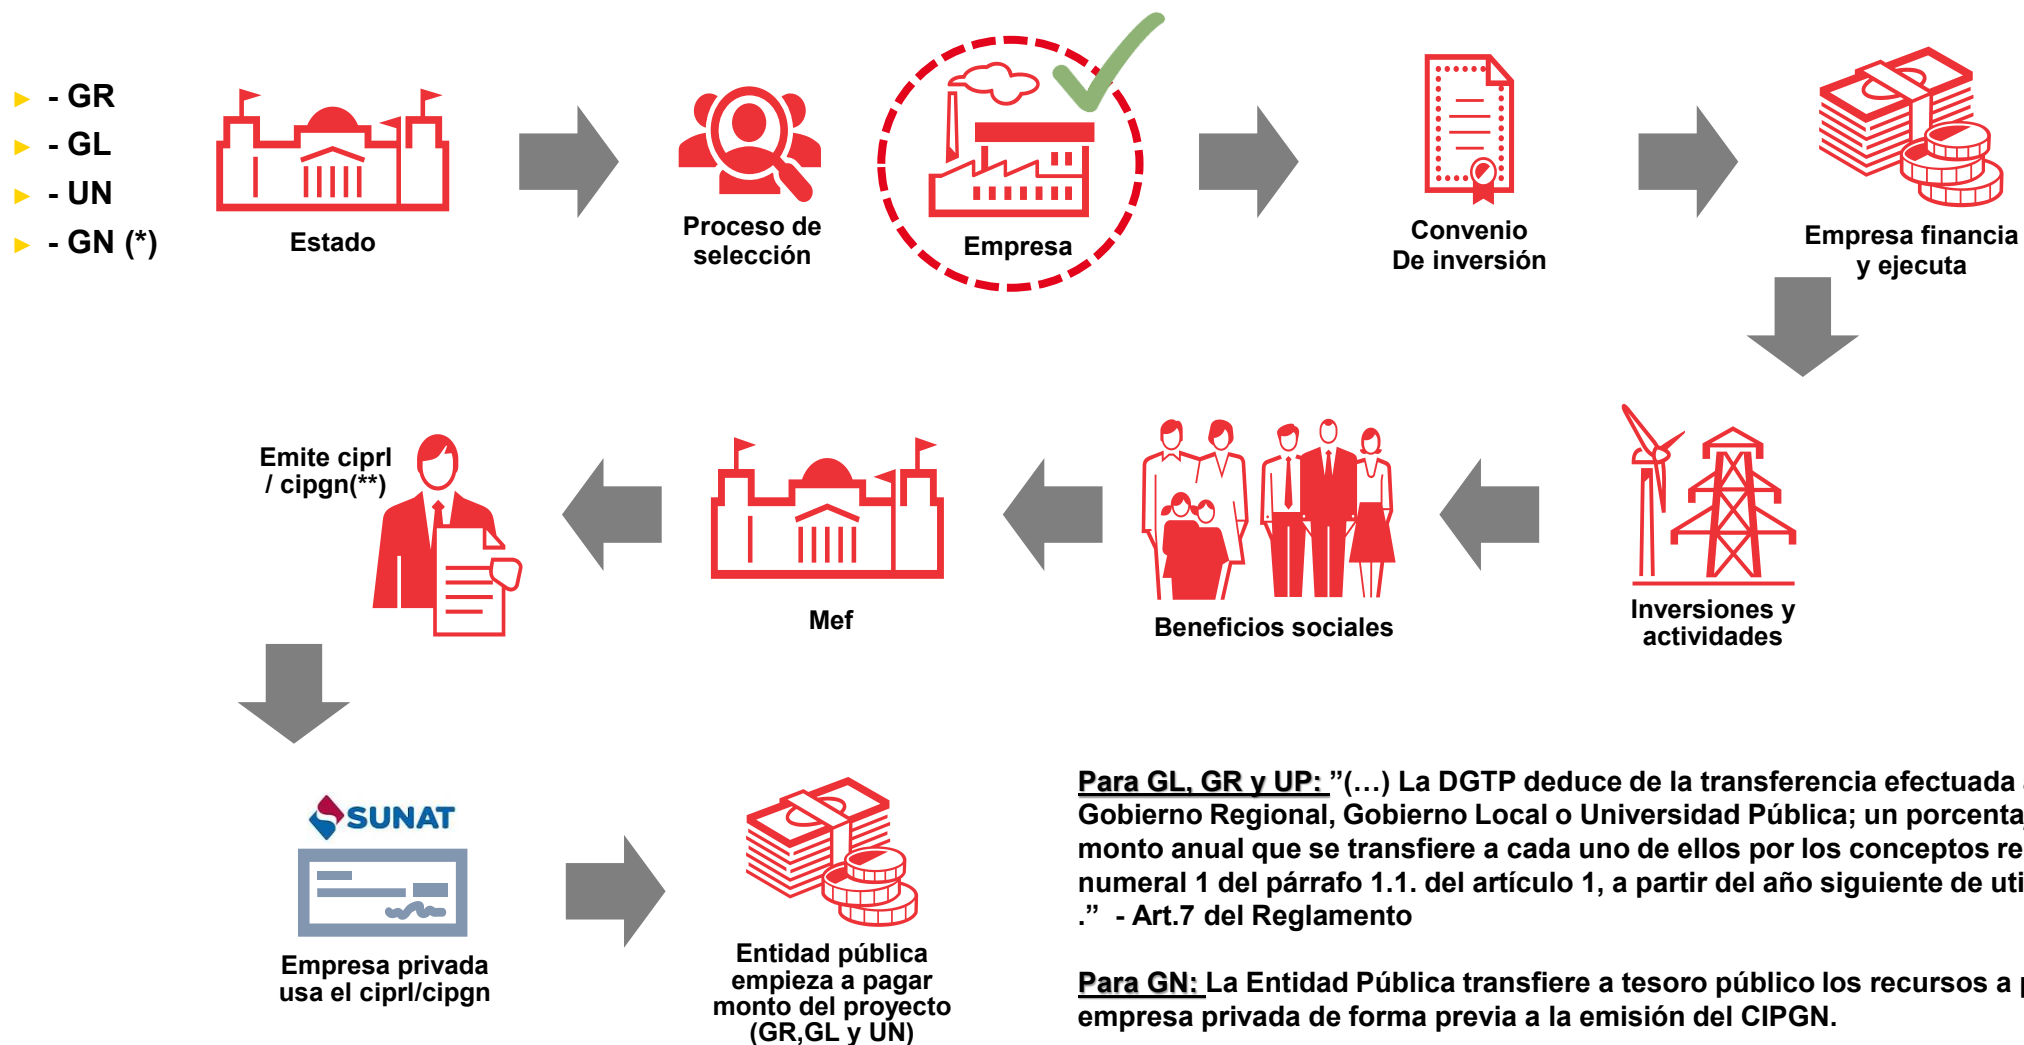 - GR
- GL
- UN
- GN (*)
Estado
Proceso de
selección
Empresa
Convenio
De inversión
Empresa financia
y ejecuta
Emite ciprl
/ cipgn(**)
Mef
Beneficios sociales
Inversiones y
actividades
SUNAT
Empresa privada
usa el ciprl/cipgn
Entidad pública
empieza a pagar
monto del proyecto
(GR,GL y UN)
Para GL, GR y UP: ”(…) La DGTP deduce de la transferencia efectuada
Gobierno Regional, Gobierno Local o Universidad Pública; un
monto anual que se transfiere a cada uno de ellos por los conceptos
numeral 1 del párrafo 1.1. del artículo 1, a partir del año siguiente de
.” - Art.7 del Reglamento
Para GN: La Entidad Pública transfiere a tesoro público los recursos a
empresa privada de forma previa a la emisión del CIPGN.